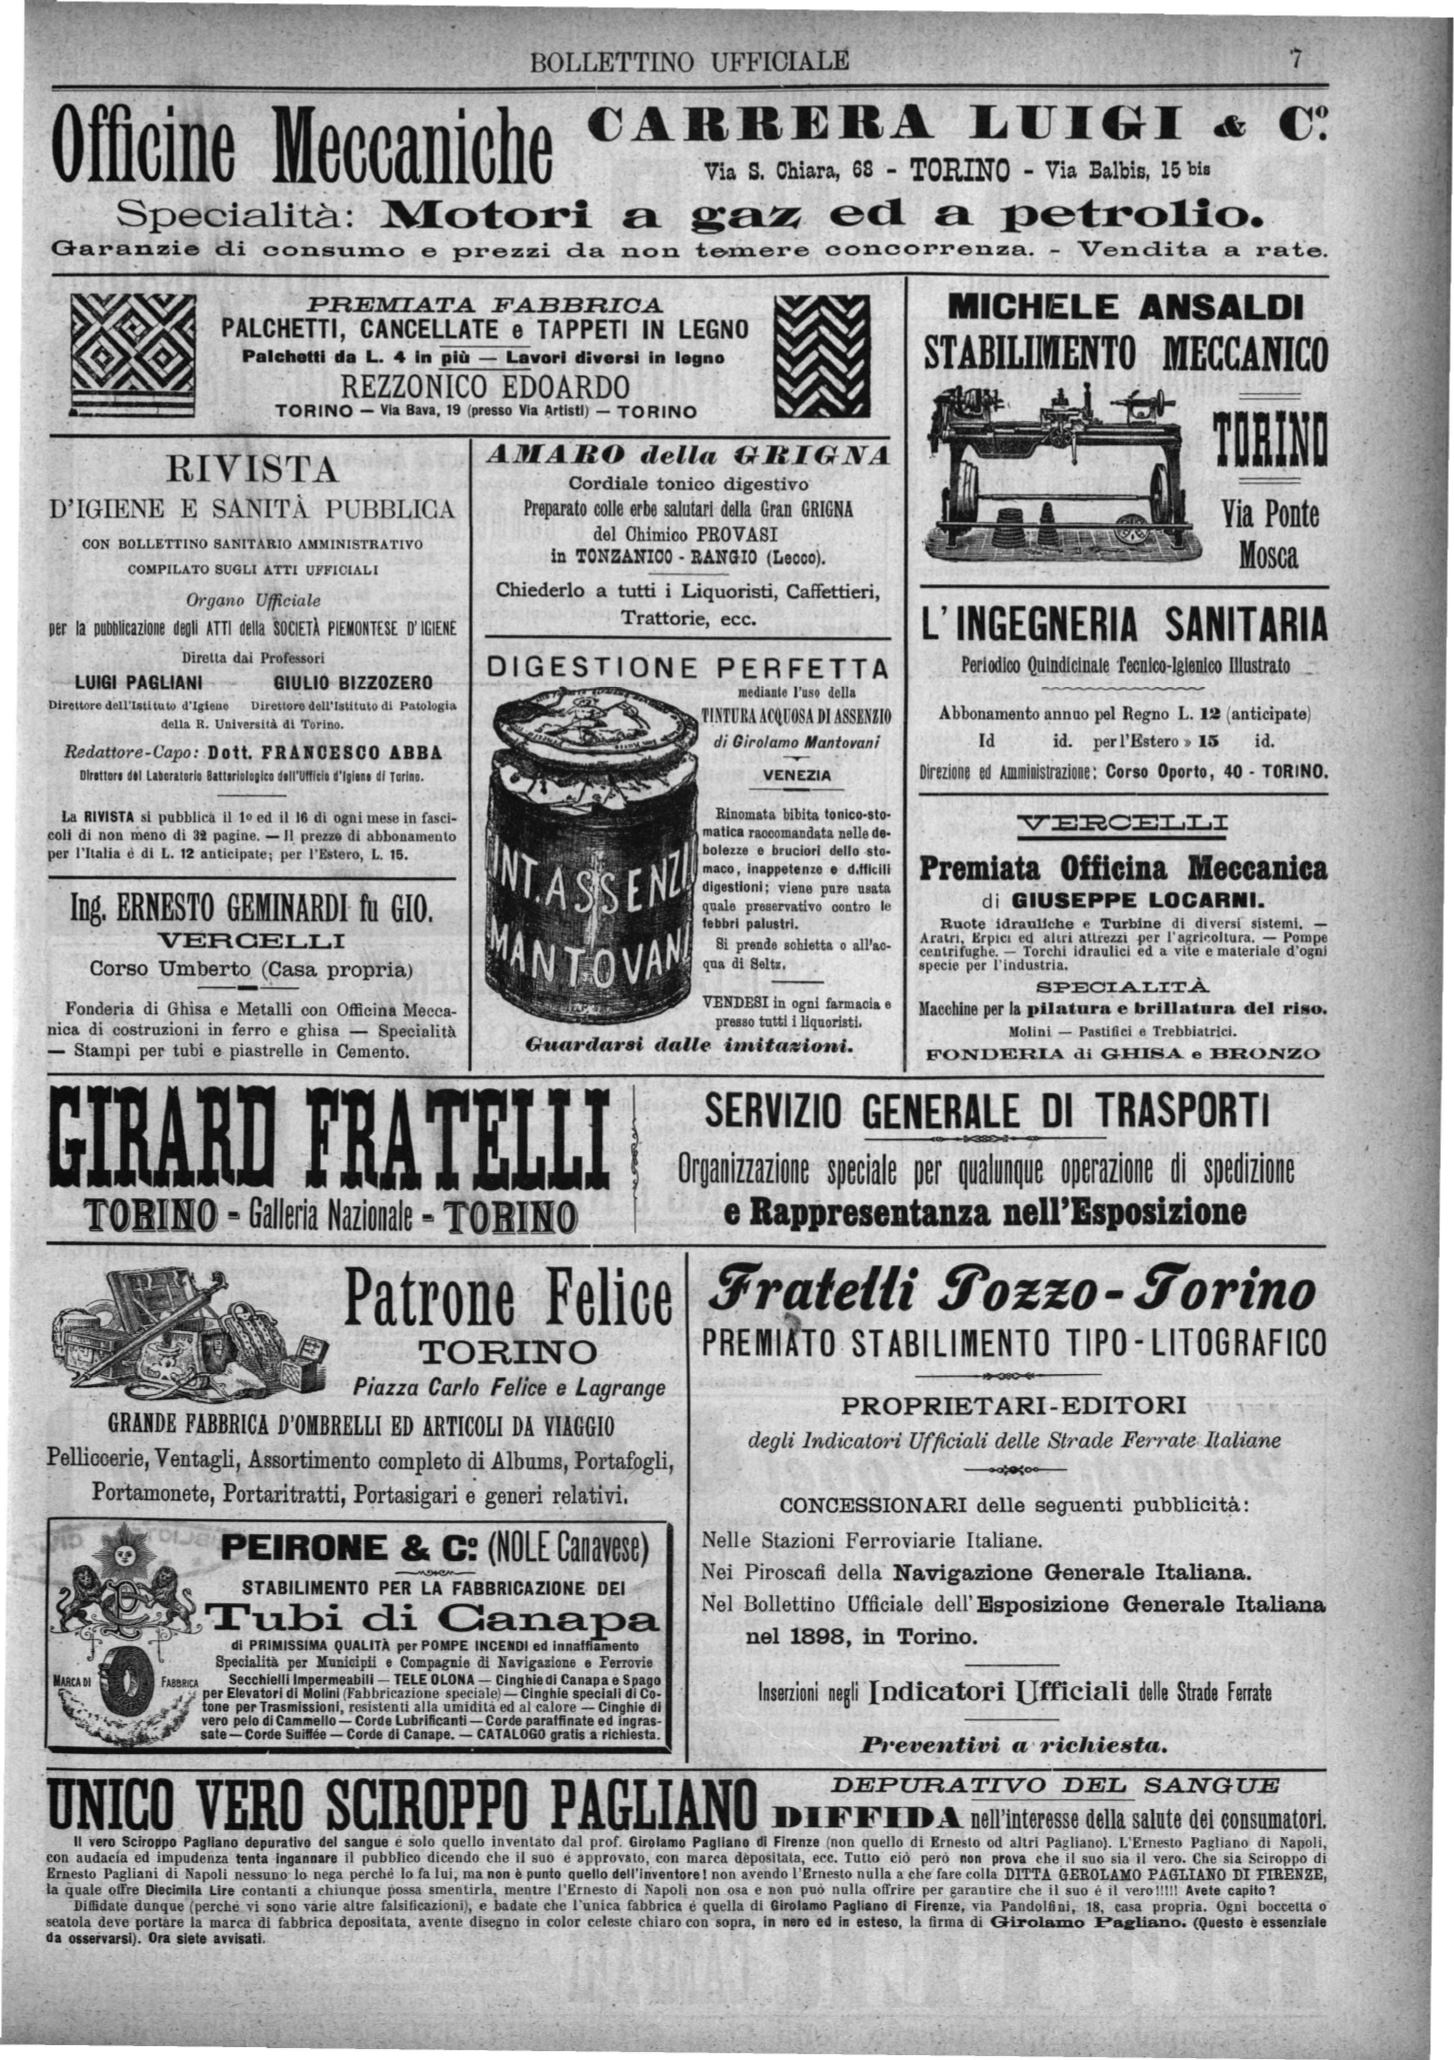 BOLLETTINO UFFICIALE 7
Officine Meccaniche
CARRERA LUIGI & C.º
Via S. Chiara, 68 - TORINO - Via Balbis, 15 bis
Specialità: Motori a gaz ed a petrolio.
Garanzie di consumo e prezzi da non temere concorrenza. - Vendita a rate.
PREMIATA FABBRICA
PALCHETTI, CANCELLATE e TAPPETI IN LEGNO
Palchetti da L. 4 in più — Lavori diversi in legno
REZZONICO EDOARDO
TORINO — Via Bava, 19 (presso Via Artisti) — TORINO
RIVISTA
D'IGIENE E SANITÀ PUBBLICA
CON BOLLETTINO SANITARIO AMMINISTRATIVO
COMPILATO SUGLI ATTI UFFICIALI
Organo Ufficiale
per la pubblicazione degli ATTI della SOCIETÀ PIEMONTESE D'IGIENE
Diretta dai Professori
LUIGI PAGLIANI GIULIO BIZZOZERO
Direttore dell'Istituto d'Igiene Direttore dell'Istituto di Patologia
della R. Università di Torino.
Redattore-Capo: Dott. FRANCESCO ABBA
Direttore del Laboratorio Batteriologico dell'Ufficio d'Igiene di Torino.
La RIVISTA si pubblica il 1º ed il 16 di ogni mese in fasci-
coli di non meno di 32 pagine. — Il prezzo di abbonamento
per l'Italia è di L. 12 anticipate; per l'Estero, L. 15.
Ing. ERNESTO GEMINARDI fu GIO.
VERCELLI
Corso Umberto (Casa propria)
Fonderia di Ghisa e Metalli con Officina Mecca-
nica di costruzioni in ferro e ghisa — Specialità
— Stampi per tubi e piastrelle in Cemento.
AMARO della GRIGNA
Cordiale tonico digestivo
Preparato colle erbe salutari della Gran GRIGNA
del Chimico PROVASI
in TONZANICO - RANGIO (Lecco).
Chiederlo a tutti i Liquoristi, Caffettieri,
Trattorie, ecc.
DIGESTIONE PERFETTA
mediante l'uso della
TINTURA ACQUOSA DI ASSENZIO
di Girolamo Mantovani
VENEZIA
INT. ASSENZI
MANTOVANI
Rinomata bibita tonico-sto-
matica raccomandata nelle de-
bolezze e bruciori dello sto-
maco, inappetenze e difficili
digestioni; viene pure usata
quale preservativo contro le
febbri palustri.
Si prende schietta o all'ac-
qua di Seltz.
VENDESI in ogni farmacia e
presso tutti i liquoristi.
Guardarsi dalle imitazioni.
MICHELE ANSALDI
STABILIMENTO MECCANICO
TORINO
Via Ponte
Mosca
L'INGEGNERIA SANITARIA
Periodico Quindicinale Tecnico-Igienico Illustrato
Abbonamento annuo pel Regno L. 12 (anticipate)
Id id. per l'Estero » 15 id.
Direzione ed Amministrazione: Corso Oporto, 40 - TORINO.
VERCELLI
Premiata Officina Meccanica
di GIUSEPPE LOCARNI.
Ruote idrauliche e Turbine di diversi sistemi. —
Aratri, Erpici ed altri attrezzi per l'agricoltura. — Pompe
centrifughe. — Torchi idraulici ed a vite e materiale d'ogni
specie per l'industria.
SPECIALITÀ
Macchine per la pilatura e brillatura del riso.
Molini — Pastifici e Trebbiatrici.
FONDERIA di GHISA e BRONZO
GIRARD FRATELLI
TORINO - Galleria Nazionale - TORINO
SERVIZIO GENERALE DI TRASPORTI
Organizzazione speciale per qualunque operazione di spedizione
e Rappresentanza nell'Esposizione
Patrone Felice
TORINO
Piazza Carlo Felice e Lagrange
GRANDE FABBRICA D'OMBRELLI ED ARTICOLI DA VIAGGIO
Pelliccerie, Ventagli, Assortimento completo di Albums, Portafogli,
Portamonete, Portaritratti, Portasigari e generi relativi.
PEIRONE & C.º (NOLE Canavese)
STABILIMENTO PER LA FABBRICAZIONE DEI
Tubi di Canapa
di PRIMISSIMA QUALITÀ per POMPE INCENDI ed innaffiamento
Specialità per Municipii e Compagnie di Navigazione e Ferrovie
MARCA DI FABBRICA
Secchielli Impermeabili — TELE OLONA — Cinghie di Canapa e Spago
per Elevatori di Molini (Fabbricazione speciale) — Cinghie speciali di Co-
tone per Trasmissioni, resistenti alla umidità ed al calore — Cinghie di
vero pelo di Cammello — Corde Lubrificanti — Corde paraffinate ed ingras-
sate — Corde Suiffée — Corde di Canape. — CATALOGO gratis a richiesta.
Fratelli Pozzo - Torino
PREMIATO STABILIMENTO TIPO-LITOGRAFICO
PROPRIETARI-EDITORI
degli Indicatori Ufficiali delle Strade Ferrate Italiane
CONCESSIONARI delle seguenti pubblicità:
Nelle Stazioni Ferroviarie Italiane.
Nei Piroscafi della Navigazione Generale Italiana.
Nel Bollettino Ufficiale dell'Esposizione Generale Italiana
nel 1898, in Torino.
Inserzioni negli Indicatori Ufficiali delle Strade Ferrate
Preventivi a richiesta.
UNICO VERO SCIROPPO PAGLIANO
DEPURATIVO DEL SANGUE
DIFFIDA nell'interesse della salute dei consumatori.
Il vero Sciroppo Pagliano depurativo del sangue è solo quello inventato dal prof. Girolamo Pagliano di Firenze (non quello di Ernesto od altri Pagliano). L'Ernesto Pagliano di Napoli,
con audacia ed impudenza tenta ingannare il pubblico dicendo che il suo è approvato, con marca depositata, ecc. Tutto ciò però non prova che il suo sia il vero. Che sia Sciroppo di
Ernesto Pagliani di Napoli nessuno lo nega perchè lo fa lui, ma non è punto quello dell'inventore! non avendo l'Ernesto nulla a che fare colla DITTA GEROLAMO PAGLIANO DI FIRENZE,
la quale offre Diecimila Lire contanti a chiunque possa smentirla, mentre l'Ernesto di Napoli non osa e non può nulla offrire per garantire che il suo è il vero!!!!! Avete capito?
Diffidate dunque (perchè vi sono varie altre falsificazioni), e badate che l'unica fabbrica è quella di Girolamo Pagliano di Firenze, via Pandolfini, 18, casa propria. Ogni boccetta o
scatola deve portare la marca di fabbrica depositata, avente disegno in color celeste chiaro con sopra, in nero ed in esteso, la firma di Girolamo Pagliano. (Questo è essenziale
da osservarsi). Ora siete avvisati.